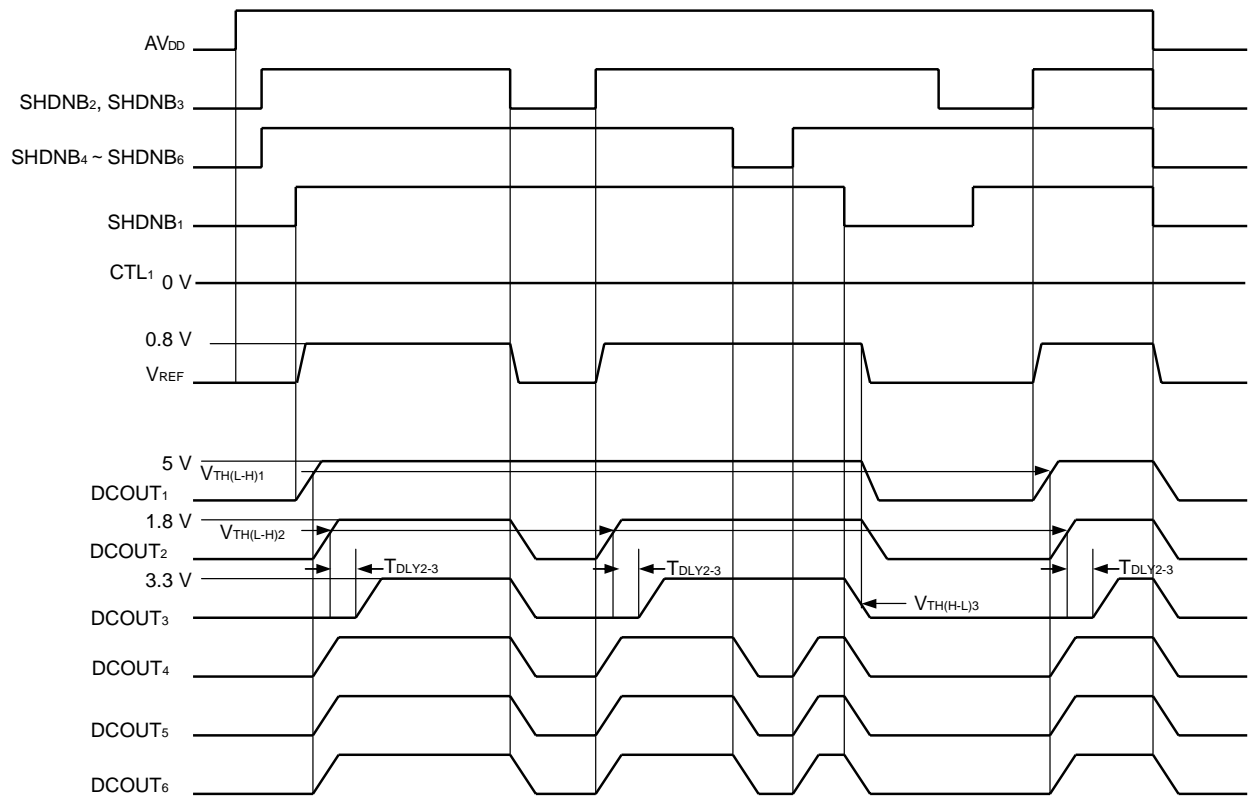 AVDD
SHDNB2, SHDNB3
SHDNB4 ~ SHDNB6
SHDNB1
CTL1 0 V
0.8 V
VREF
5 V
VTH(L-H)1
DCOUT1
1.8 V
VTH(L-H)2
DCOUT2
TDLY2-3 TDLY2-3 TDLY2-3
3.3 V
VTH(H-L)3
DCOUT3
DCOUT4
DCOUT5
DCOUT6